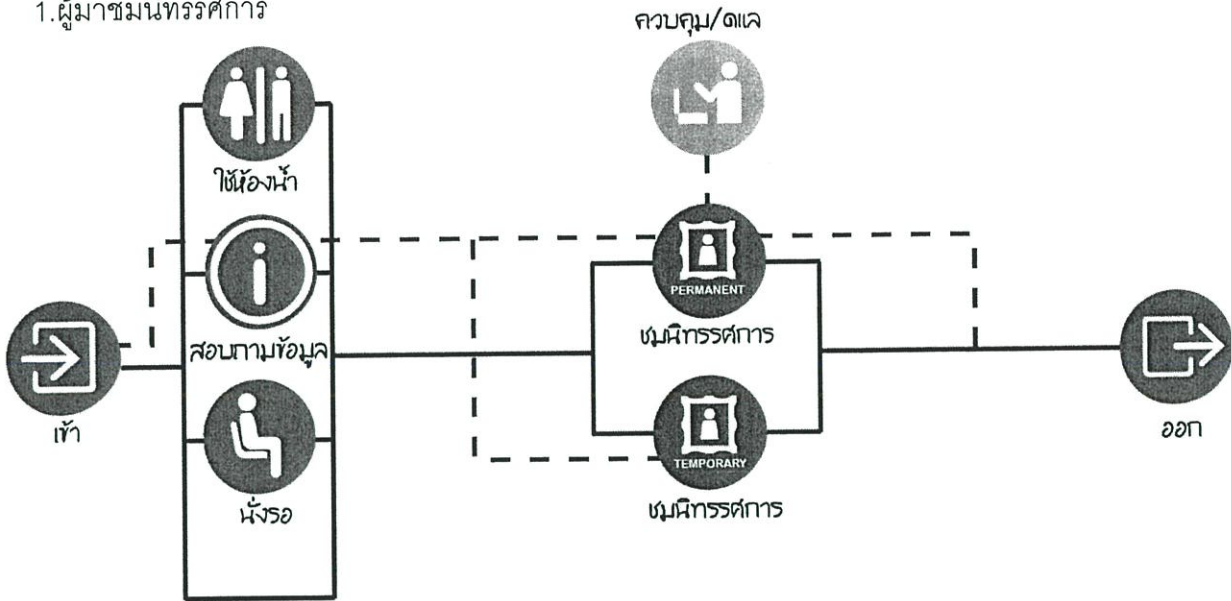 1.ผู้มาชมนิทรรศการ
ควบคุม/ดูแล
ใช้ห้องน้ำ
PERMANENT
สอบถามข้อมูล
ชมนิทรรศการ
เข้า
ออก
TEMPORARY
นั่งรอ
ชมนิทรรศการ